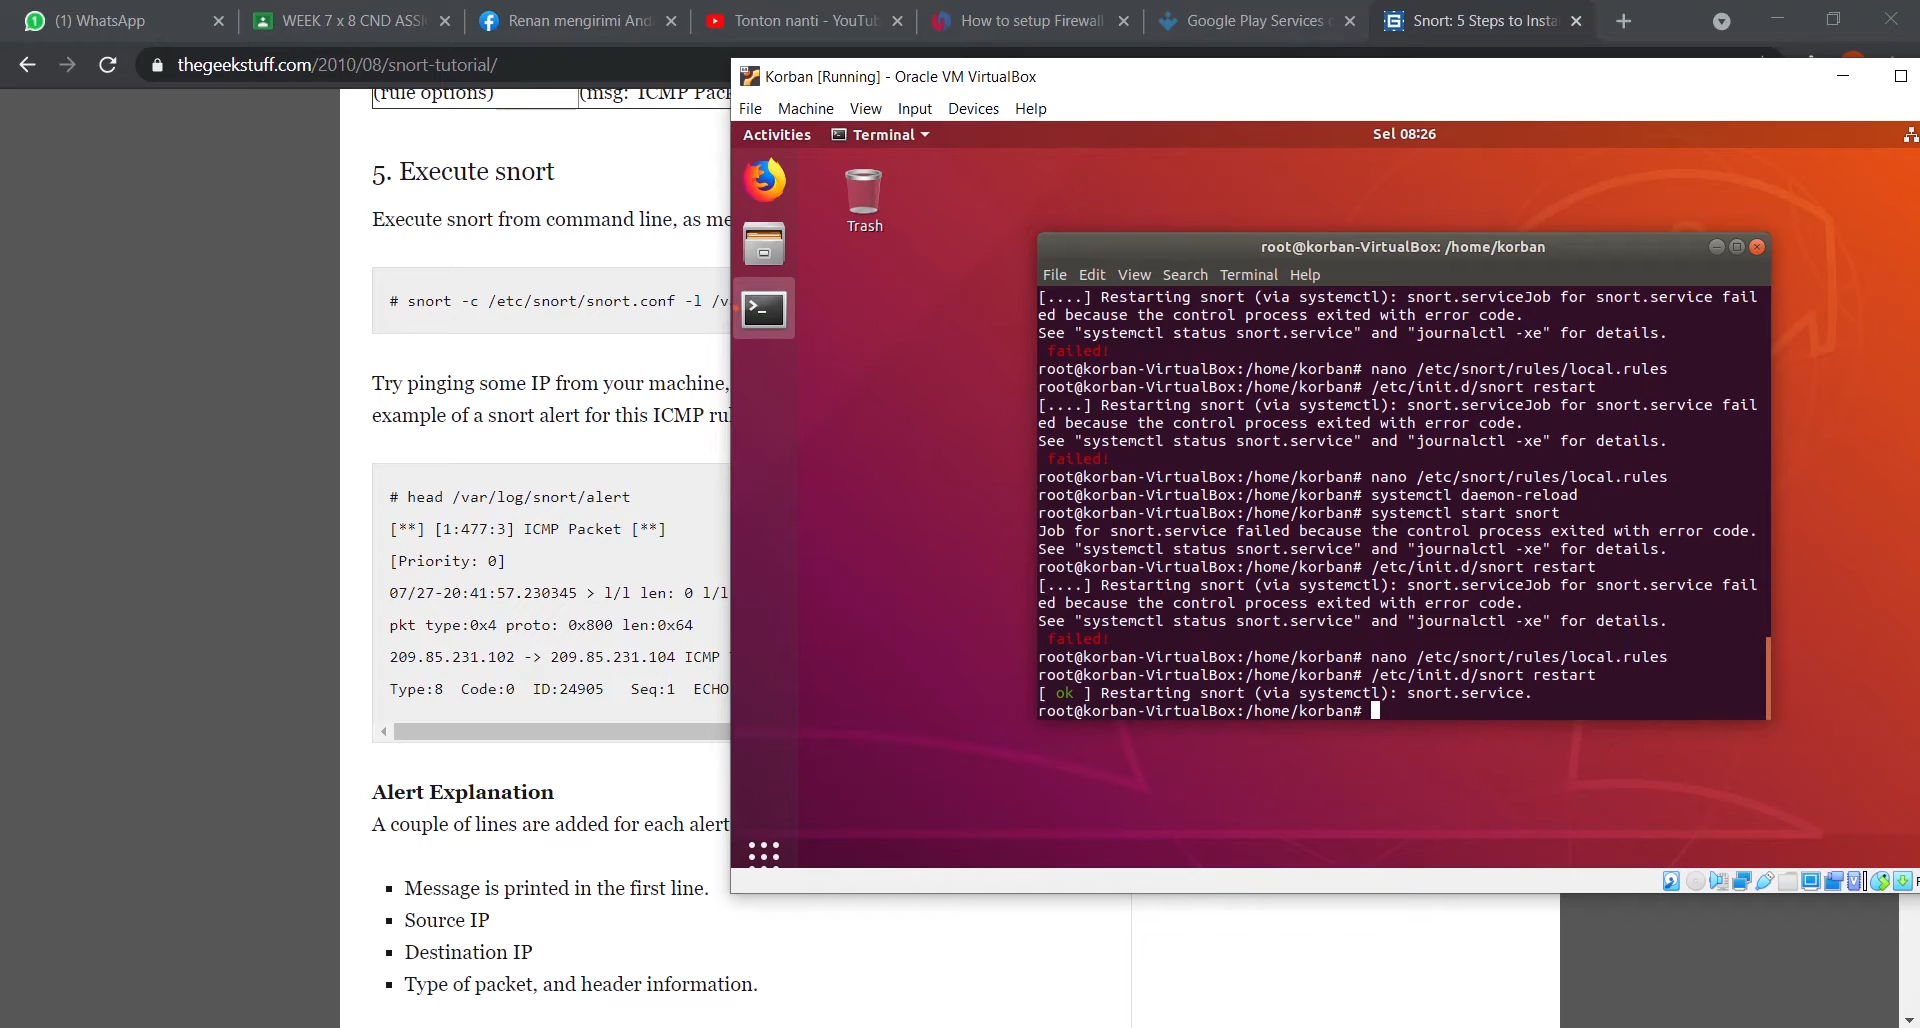 (1) WhatsApp
WEEK 7 x 8 CND ASSI
Renan mengirimi And
Tonton nanti - YouTub
How to setup Firewall
Google Play Services
Snort: 5 Steps to Insta
thegeekstuff.com/2010/08/snort-tutorial/
(rule options)
(msg: "ICMP Pack
5. Execute snort
Execute snort from command line, as me
# snort -c /etc/snort/snort.conf -l /v
Try pinging some IP from your machine,
example of a snort alert for this ICMP rul
# head /var/log/snort/alert
[**] [1:477:3] ICMP Packet [**]
[Priority: 0]
07/27-20:41:57.230345 > l/l len: 0 l/l
pkt type:0x4 proto: 0x800 len:0x64
209.85.231.102 -> 209.85.231.104 ICMP
Type:8 Code:0 ID:24905 Seq:1 ECHO
Alert Explanation
A couple of lines are added for each alert
▪ Message is printed in the first line.
▪ Source IP
▪ Destination IP
▪ Type of packet, and header information.
Korban [Running] - Oracle VM VirtualBox
File Machine View Input Devices Help
Activities Terminal Sel 08:26
Trash
root@korban-VirtualBox: /home/korban
File Edit View Search Terminal Help
[....] Restarting snort (via systemctl): snort.serviceJob for snort.service fail
ed because the control process exited with error code.
See "systemctl status snort.service" and "journalctl -xe" for details.
failed!
root@korban-VirtualBox:/home/korban# nano /etc/snort/rules/local.rules
root@korban-VirtualBox:/home/korban# /etc/init.d/snort restart
[....] Restarting snort (via systemctl): snort.serviceJob for snort.service fail
ed because the control process exited with error code.
See "systemctl status snort.service" and "journalctl -xe" for details.
failed!
root@korban-VirtualBox:/home/korban# nano /etc/snort/rules/local.rules
root@korban-VirtualBox:/home/korban# systemctl daemon-reload
root@korban-VirtualBox:/home/korban# systemctl start snort
Job for snort.service failed because the control process exited with error code.
See "systemctl status snort.service" and "journalctl -xe" for details.
root@korban-VirtualBox:/home/korban# /etc/init.d/snort restart
[....] Restarting snort (via systemctl): snort.serviceJob for snort.service fail
ed because the control process exited with error code.
See "systemctl status snort.service" and "journalctl -xe" for details.
failed!
root@korban-VirtualBox:/home/korban# nano /etc/snort/rules/local.rules
root@korban-VirtualBox:/home/korban# /etc/init.d/snort restart
[ ok ] Restarting snort (via systemctl): snort.service.
root@korban-VirtualBox:/home/korban#